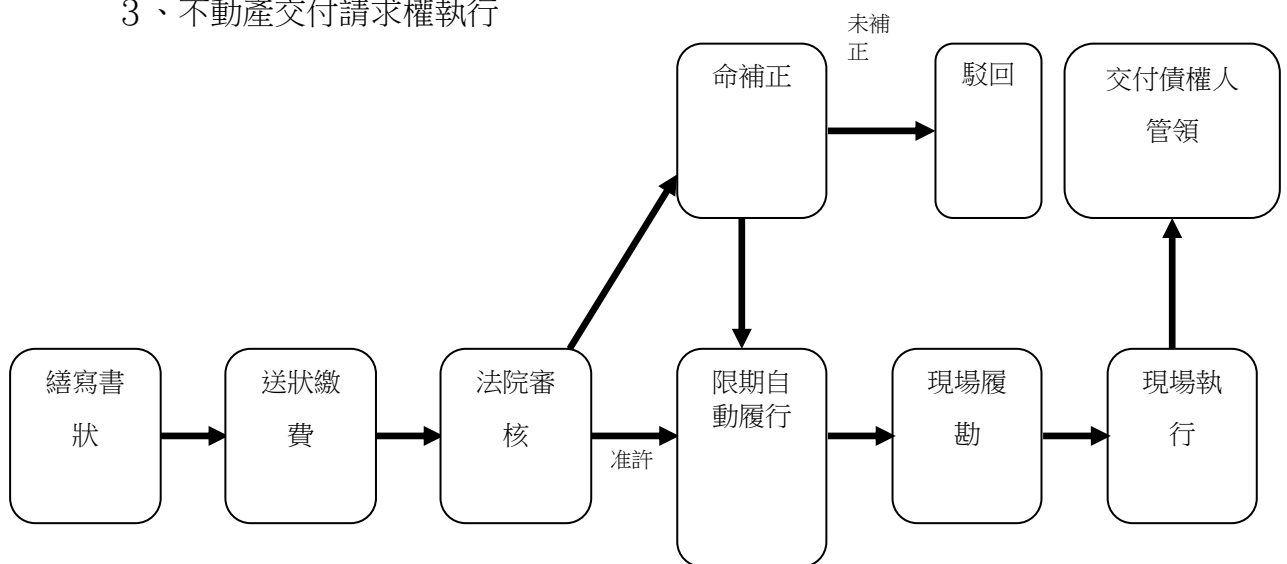 ３、不動產交付請求權執行
未補
正
命補正
駁回
交付債權人
管領
繕寫書
狀
送狀繳
費
法院審
核
准許
限期自
動履行
現場履
勘
現場執
行